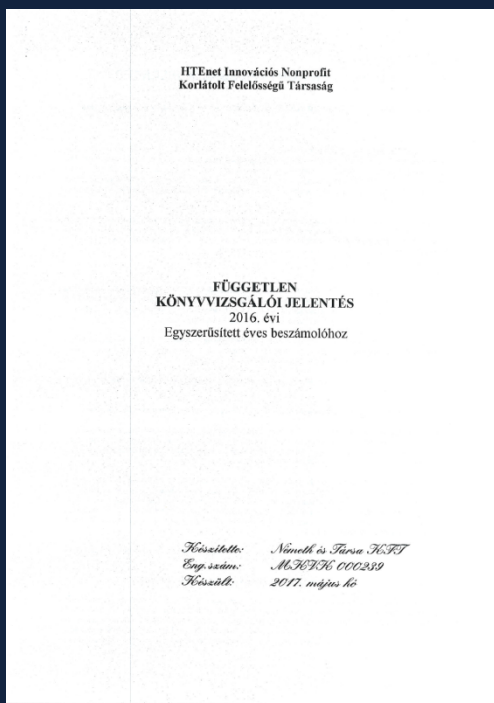 HTEnet Innovációs Nonprofit
Korlátolt Felelősségű Társaság
FÜGGETLEN
KÖNYVVIZSGÁLÓI JELENTÉS
2016. évi
Egyszerűsített éves beszámolóhoz
Készítette: Németh és Társa KFT
Eng.szám: MKVK 000239
Készült: 2017. május hó